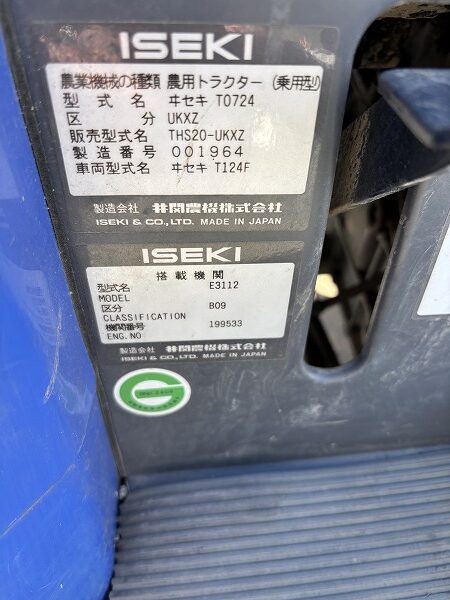 ISEKI
農業機械の種類 農用トラクター(乗用型)
型式名 ヰセキ T0724
区分 UKXZ
販売型式名 THS20-UKXZ
製造番号 001964
車両型式名 ヰセキ T124F
製造会社 井関農機株式会社
ISEKI & CO., LTD. MADE IN JAPAN
ISEKI
搭載機関
型式名 E3112
MODEL
区分 B09
CLASSIFICATION
機関番号 199533
ENG.NO
製造会社 井関農機株式会社
ISEKI & CO., LTD. MADE IN JAPAN